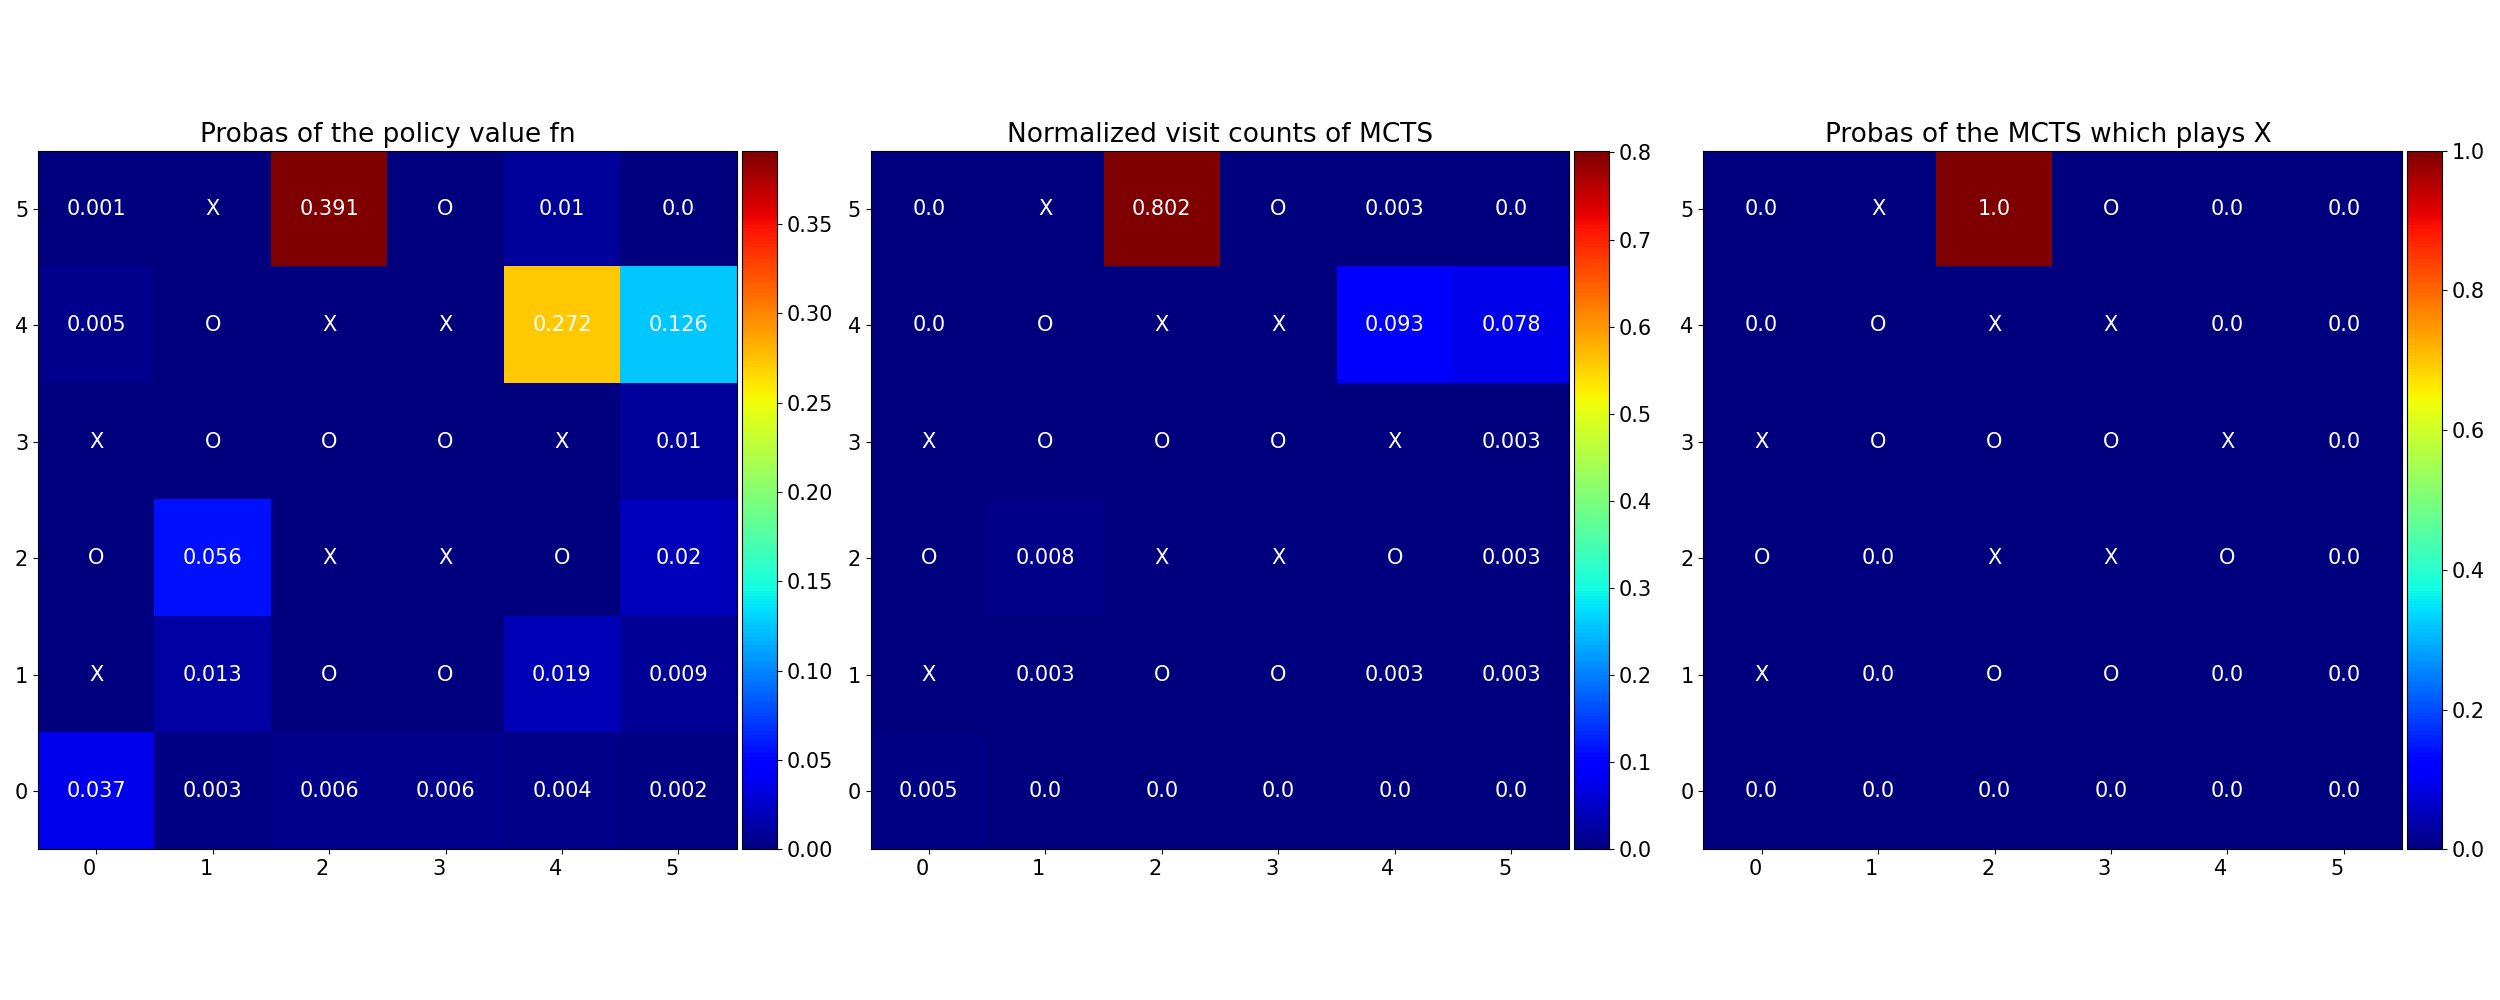 Probas of the policy value fn
5 0.001 X 0.391 O 0.01 0.0
4 0.005 O X X 0.272 0.126
3 X O O O X 0.01
2 O 0.056 X X O 0.02
1 X 0.013 O O 0.019 0.009
0 0.037 0.003 0.006 0.006 0.004 0.002
0 1 2 3 4 5
0.35
0.30
0.25
0.20
0.15
0.10
0.05
0.00
Normalized visit counts of MCTS
5 0.0 X 0.802 O 0.003 0.0
4 0.0 O X X 0.093 0.078
3 X O O O X 0.003
2 O 0.008 X X O 0.003
1 X 0.003 O O 0.003 0.003
0 0.005 0.0 0.0 0.0 0.0 0.0
0 1 2 3 4 5
0.8
0.7
0.6
0.5
0.4
0.3
0.2
0.1
0.0
Probas of the MCTS which plays X
5 0.0 X 1.0 O 0.0 0.0
4 0.0 O X X 0.0 0.0
3 X O O O X 0.0
2 O 0.0 X X O 0.0
1 X 0.0 O O 0.0 0.0
0 0.0 0.0 0.0 0.0 0.0 0.0
0 1 2 3 4 5
1.0
0.8
0.6
0.4
0.2
0.0